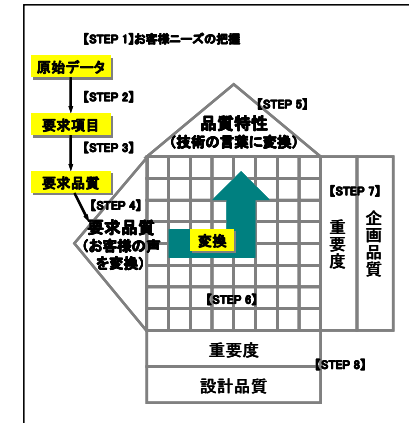 【STEP 1】お客様ニーズの把握
原始データ
【STEP 2】
要求項目
【STEP 3】
要求品質
【STEP 4】
要求品質
(お客様の声
を変換)
【STEP 5】
品質特性
(技術の言葉に変換)
変換
【STEP 6】
【STEP 7】
重要度
企画品質
重要度
【STEP 8】
設計品質